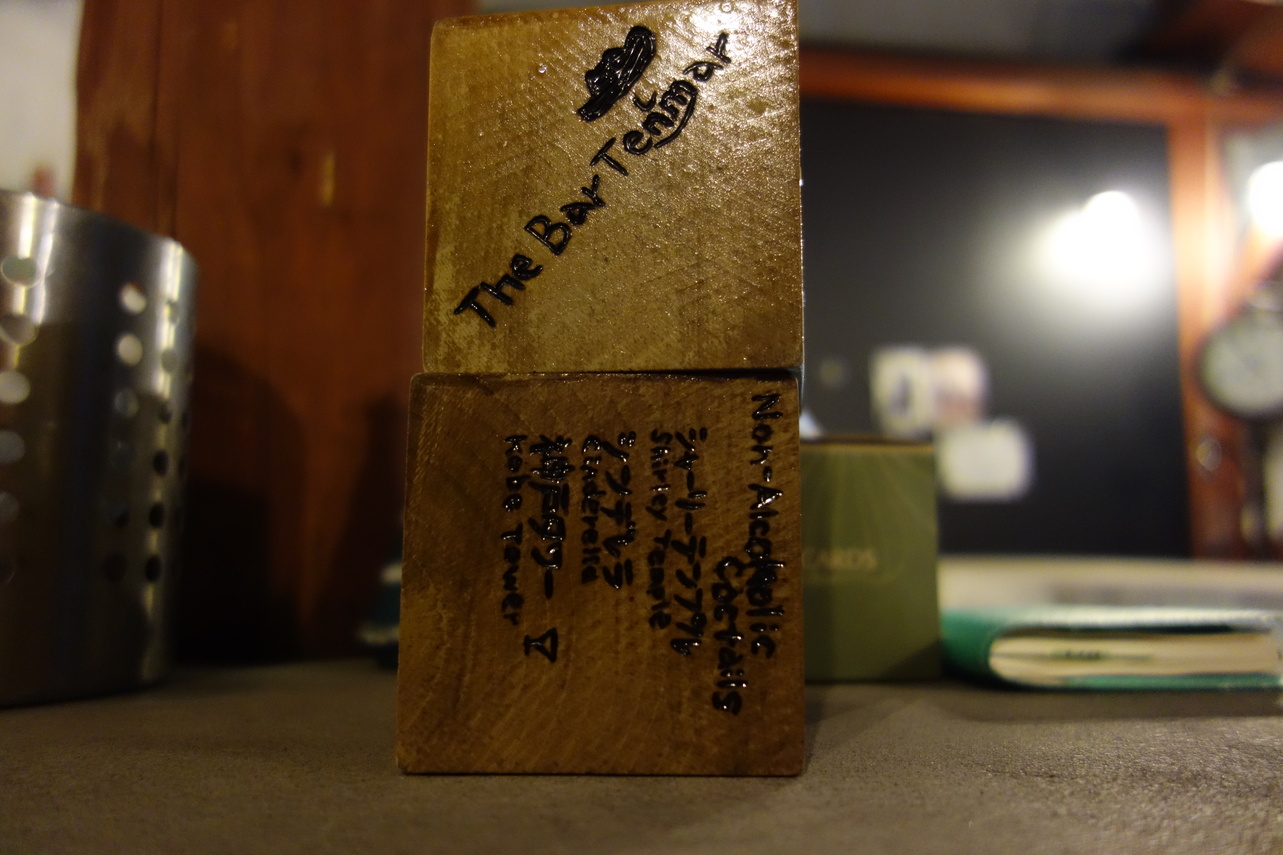 The Bar Tenmar
Non-Alcoholic
Cocktails
シャーリーテンプル
Shirley Temple
シンデレラ
Cinderella
神戸タワー
Kobe Tower
CARDS